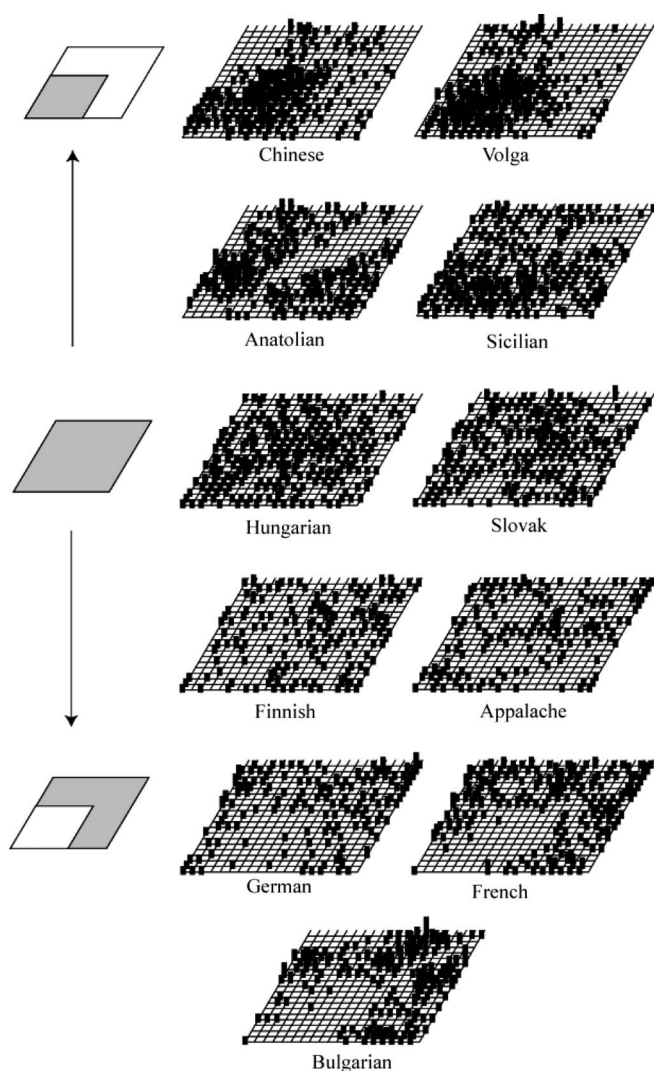 Chinese
Volga
Anatolian
Sicilian
Hungarian
Slovak
Finnish
Appalache
German
French
Bulgarian